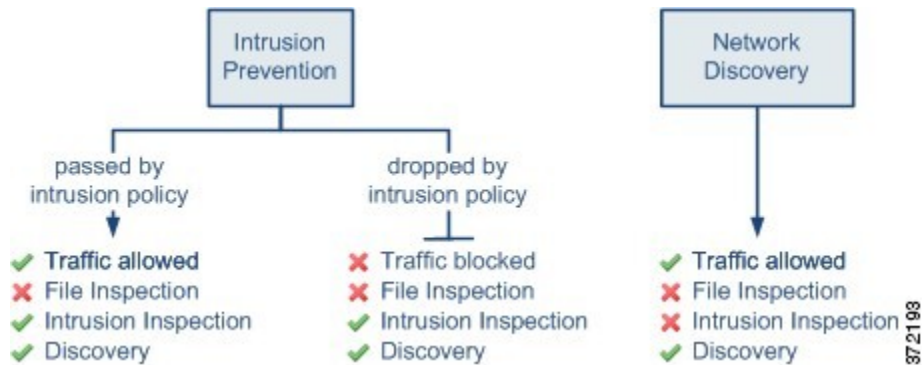 Intrusion
Prevention
Network
Discovery
passed by
intrusion policy
dropped by
intrusion policy
Traffic allowed
File Inspection
Intrusion Inspection
Discovery
Traffic blocked
File Inspection
Intrusion Inspection
Discovery
Traffic allowed
File Inspection
Intrusion Inspection
Discovery
372193